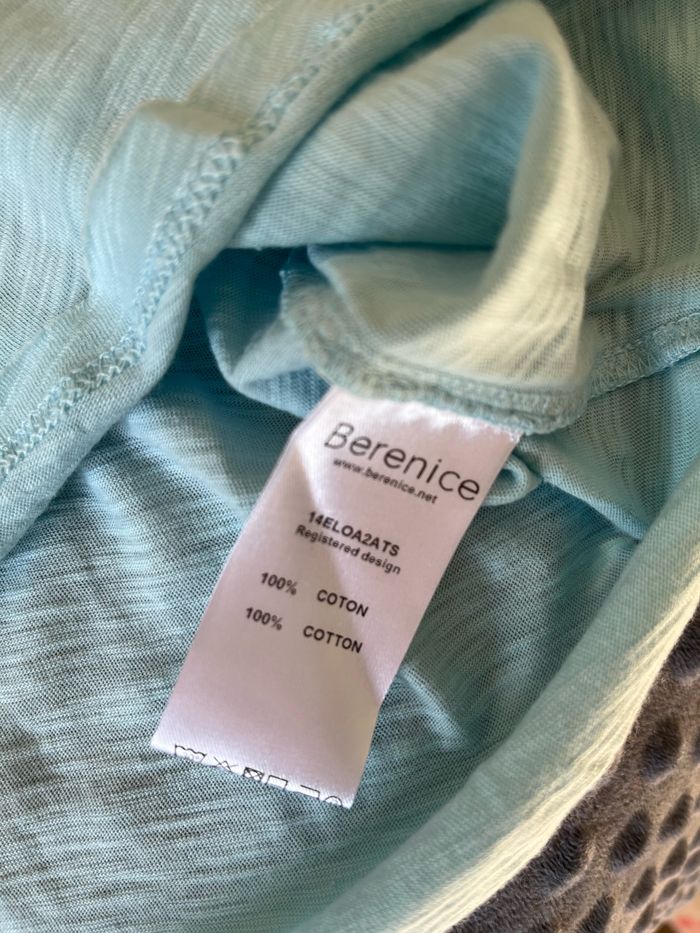 Berenice
www.berenice.net
14ELOA2ATS
Registered design
100% COTON
100% COTTON